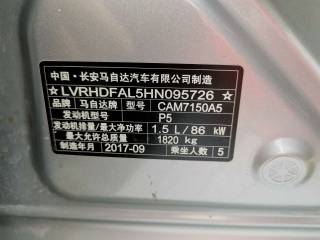 中国·长安马自达汽车有限公司制造
☆LVRHDFAL5HN095726☆
品牌 马自达牌 型号 CAM7150A5
发动机型号 P5
发动机排量/最大净功率 1.5 L/86 kW
最大允许总质量 1820 kg
制造年月 2017-09 乘坐人数 5